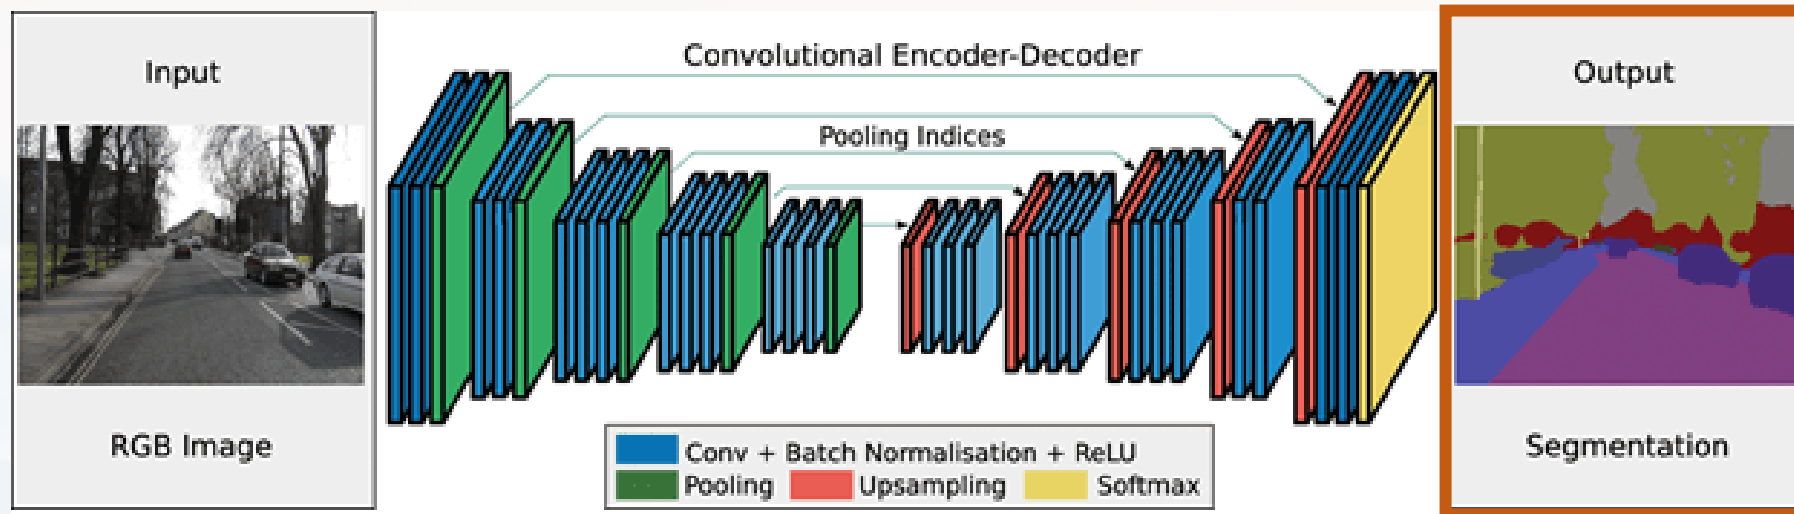 Input
RGB Image
Convolutional Encoder-Decoder
Pooling Indices
Conv + Batch Normalisation + ReLU
Pooling Upsampling Softmax
Output
Segmentation